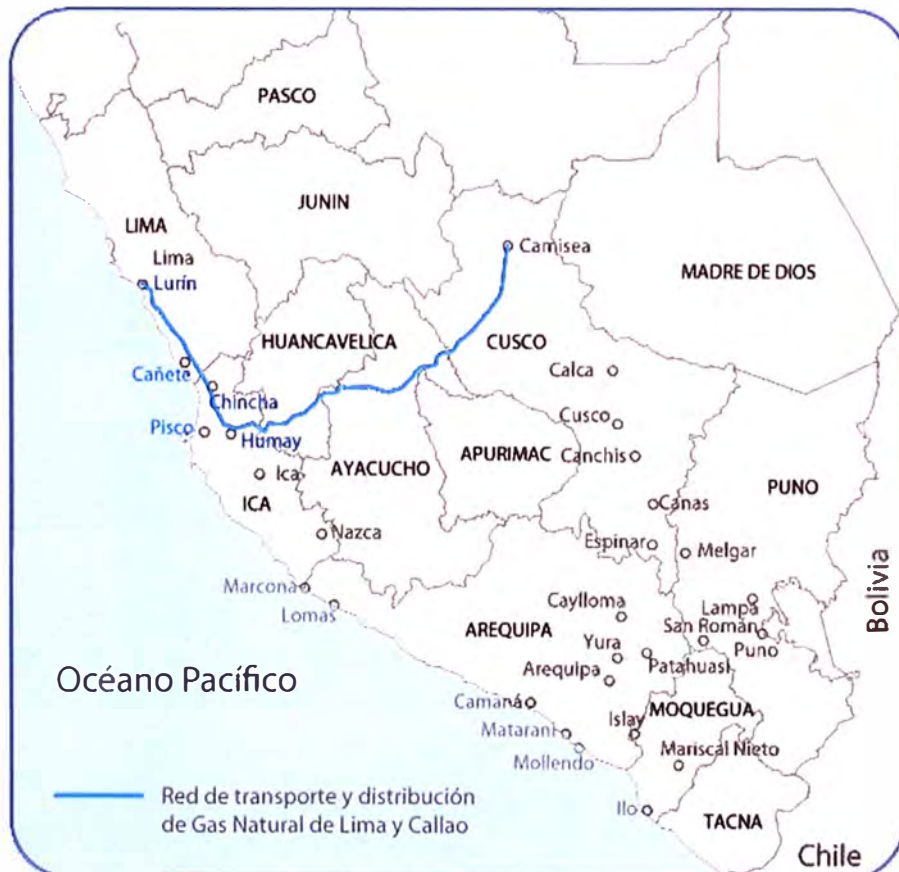 PASCO
JUNIN
LIMA
Lima
Lurín
Camisea
MADRE DE DIOS
HUANCAVELICA
CUSCO
Cañete
Calca
Chincha
Pisco
Humay
Cusco
AYACUCHO
APURIMAC
Canchis
Ica
ICA
PUNO
Canas
Nazca
Espinar
Melgar
Marcona
Lomas
Caylloma
Lampa
AREQUIPA
San Román
Puno
Bolivia
Yura
Patahuasi
Arequipa
Océano Pacífico
Camaná
Islay
MOQUEGUA
Matarani
Mollendo
Mariscal Nieto
Red de transporte y distribución
de Gas Natural de Lima y Callao
Ilo
TACNA
Chile